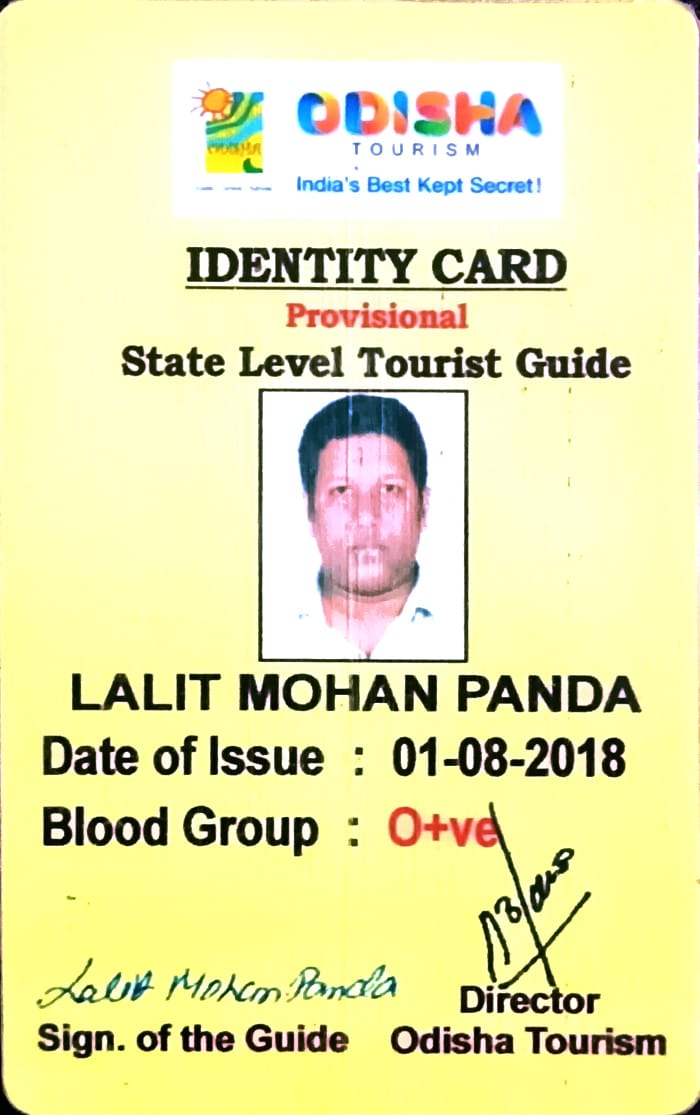 ODISHA
TOURISM
India's Best Kept Secret!
IDENTITY CARD
Provisional
State Level Tourist Guide
LALIT MOHAN PANDA
Date of Issue : 01-08-2018
Blood Group : O+ve
Lalit Mohan Panda
Sign. of the Guide
Director
Odisha Tourism